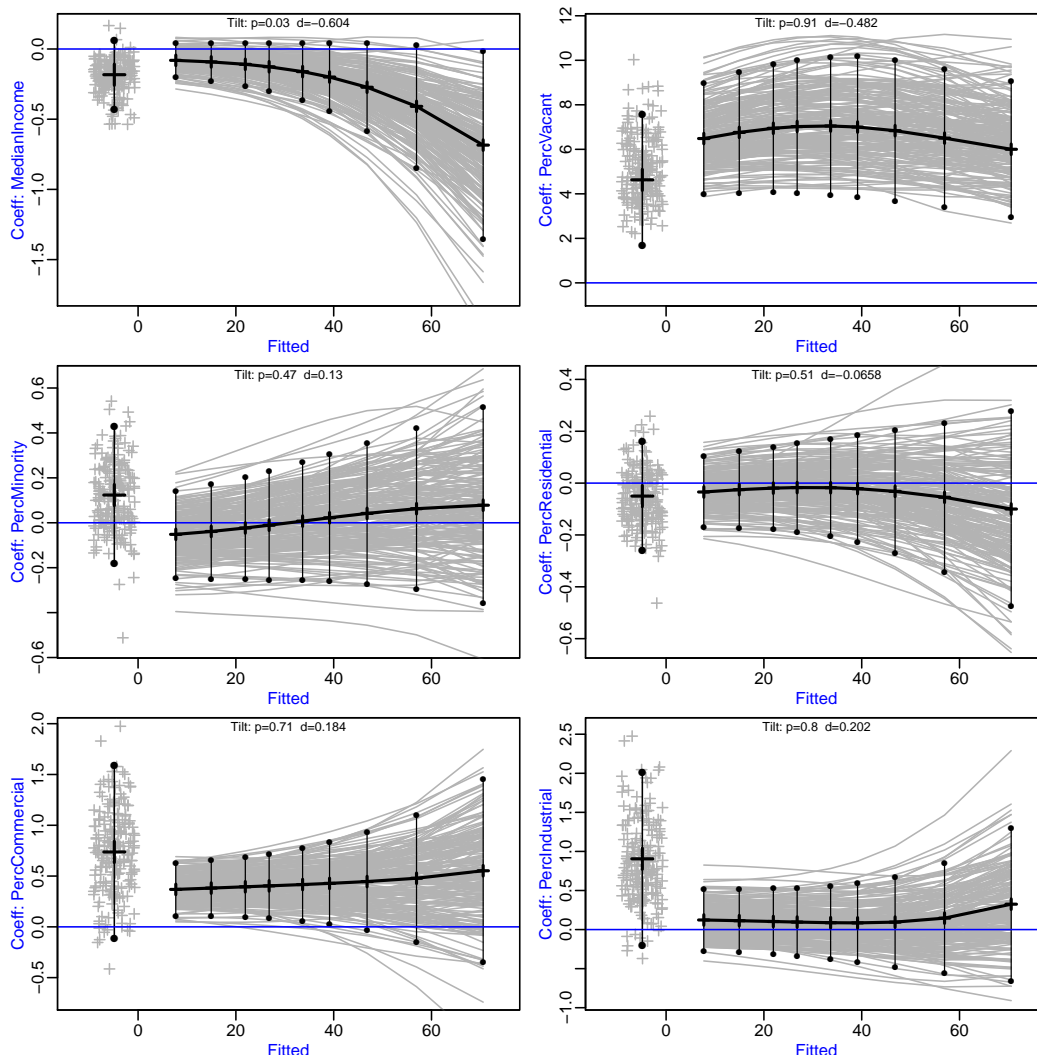 Tilt: p=0.03 d=−0.604
Coeff: MedianIncome
0.0
−0.5
−1.0
−1.5
0 20 40 60
Fitted
Tilt: p=0.91 d=−0.482
Coeff: PercVacant
12
10
8
6
4
2
0
0 20 40 60
Fitted
Tilt: p=0.47 d=0.13
Coeff: PercMinority
0.6
0.4
0.2
0.0
−0.2
−0.6
0 20 40 60
Fitted
Tilt: p=0.51 d=−0.0658
Coeff: PercResidential
0.4
0.2
0.0
−0.2
−0.4
−0.6
0 20 40 60
Fitted
Tilt: p=0.71 d=0.184
Coeff: PercCommercial
2.0
1.5
1.0
0.5
0.0
−0.5
0 20 40 60
Fitted
Tilt: p=0.8 d=0.202
Coeff: PercIndustrial
2.5
2.0
1.5
1.0
0.5
0.0
−1.0
0 20 40 60
Fitted